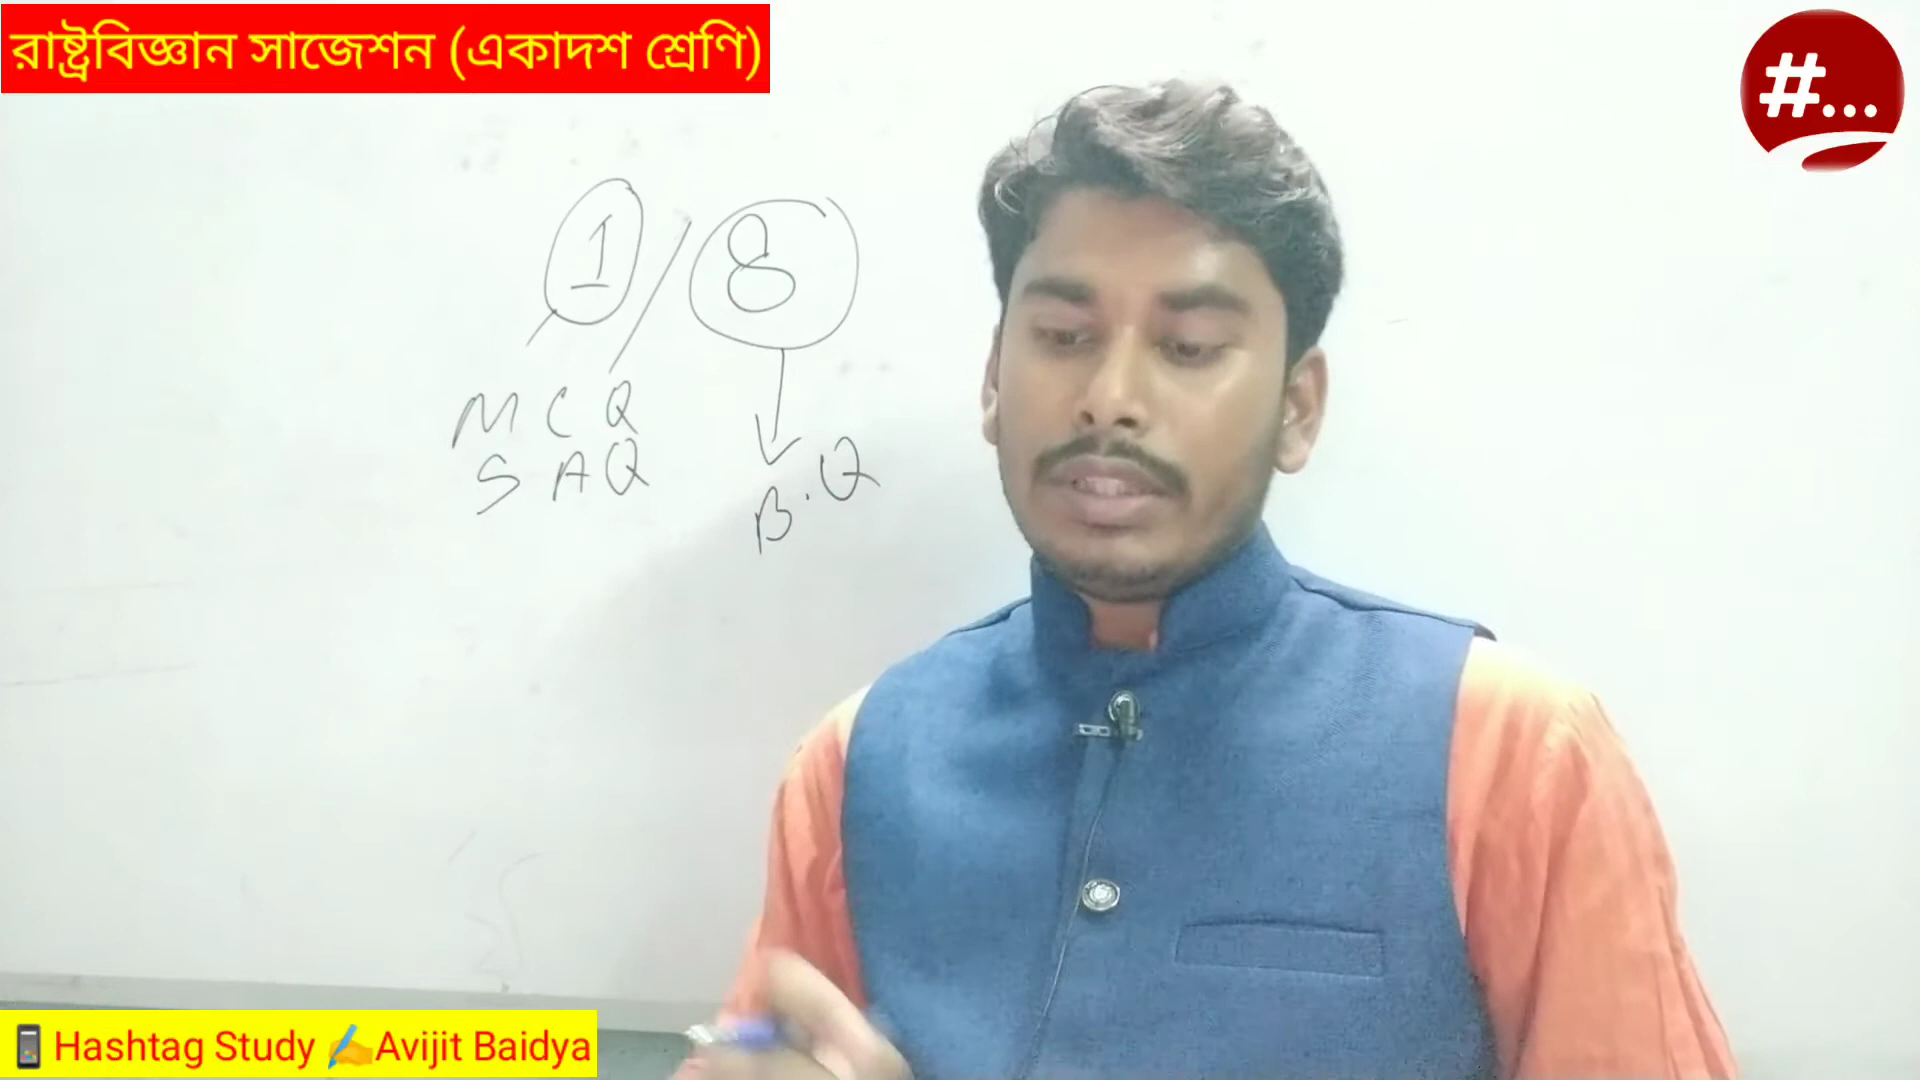 রাষ্ট্রবিজ্ঞান সাজেশন (একাদশ শ্রেণি)
#...
1 / 8
MCQ
SAQ
B.Q
📱Hashtag Study ✍️Avijit Baidya